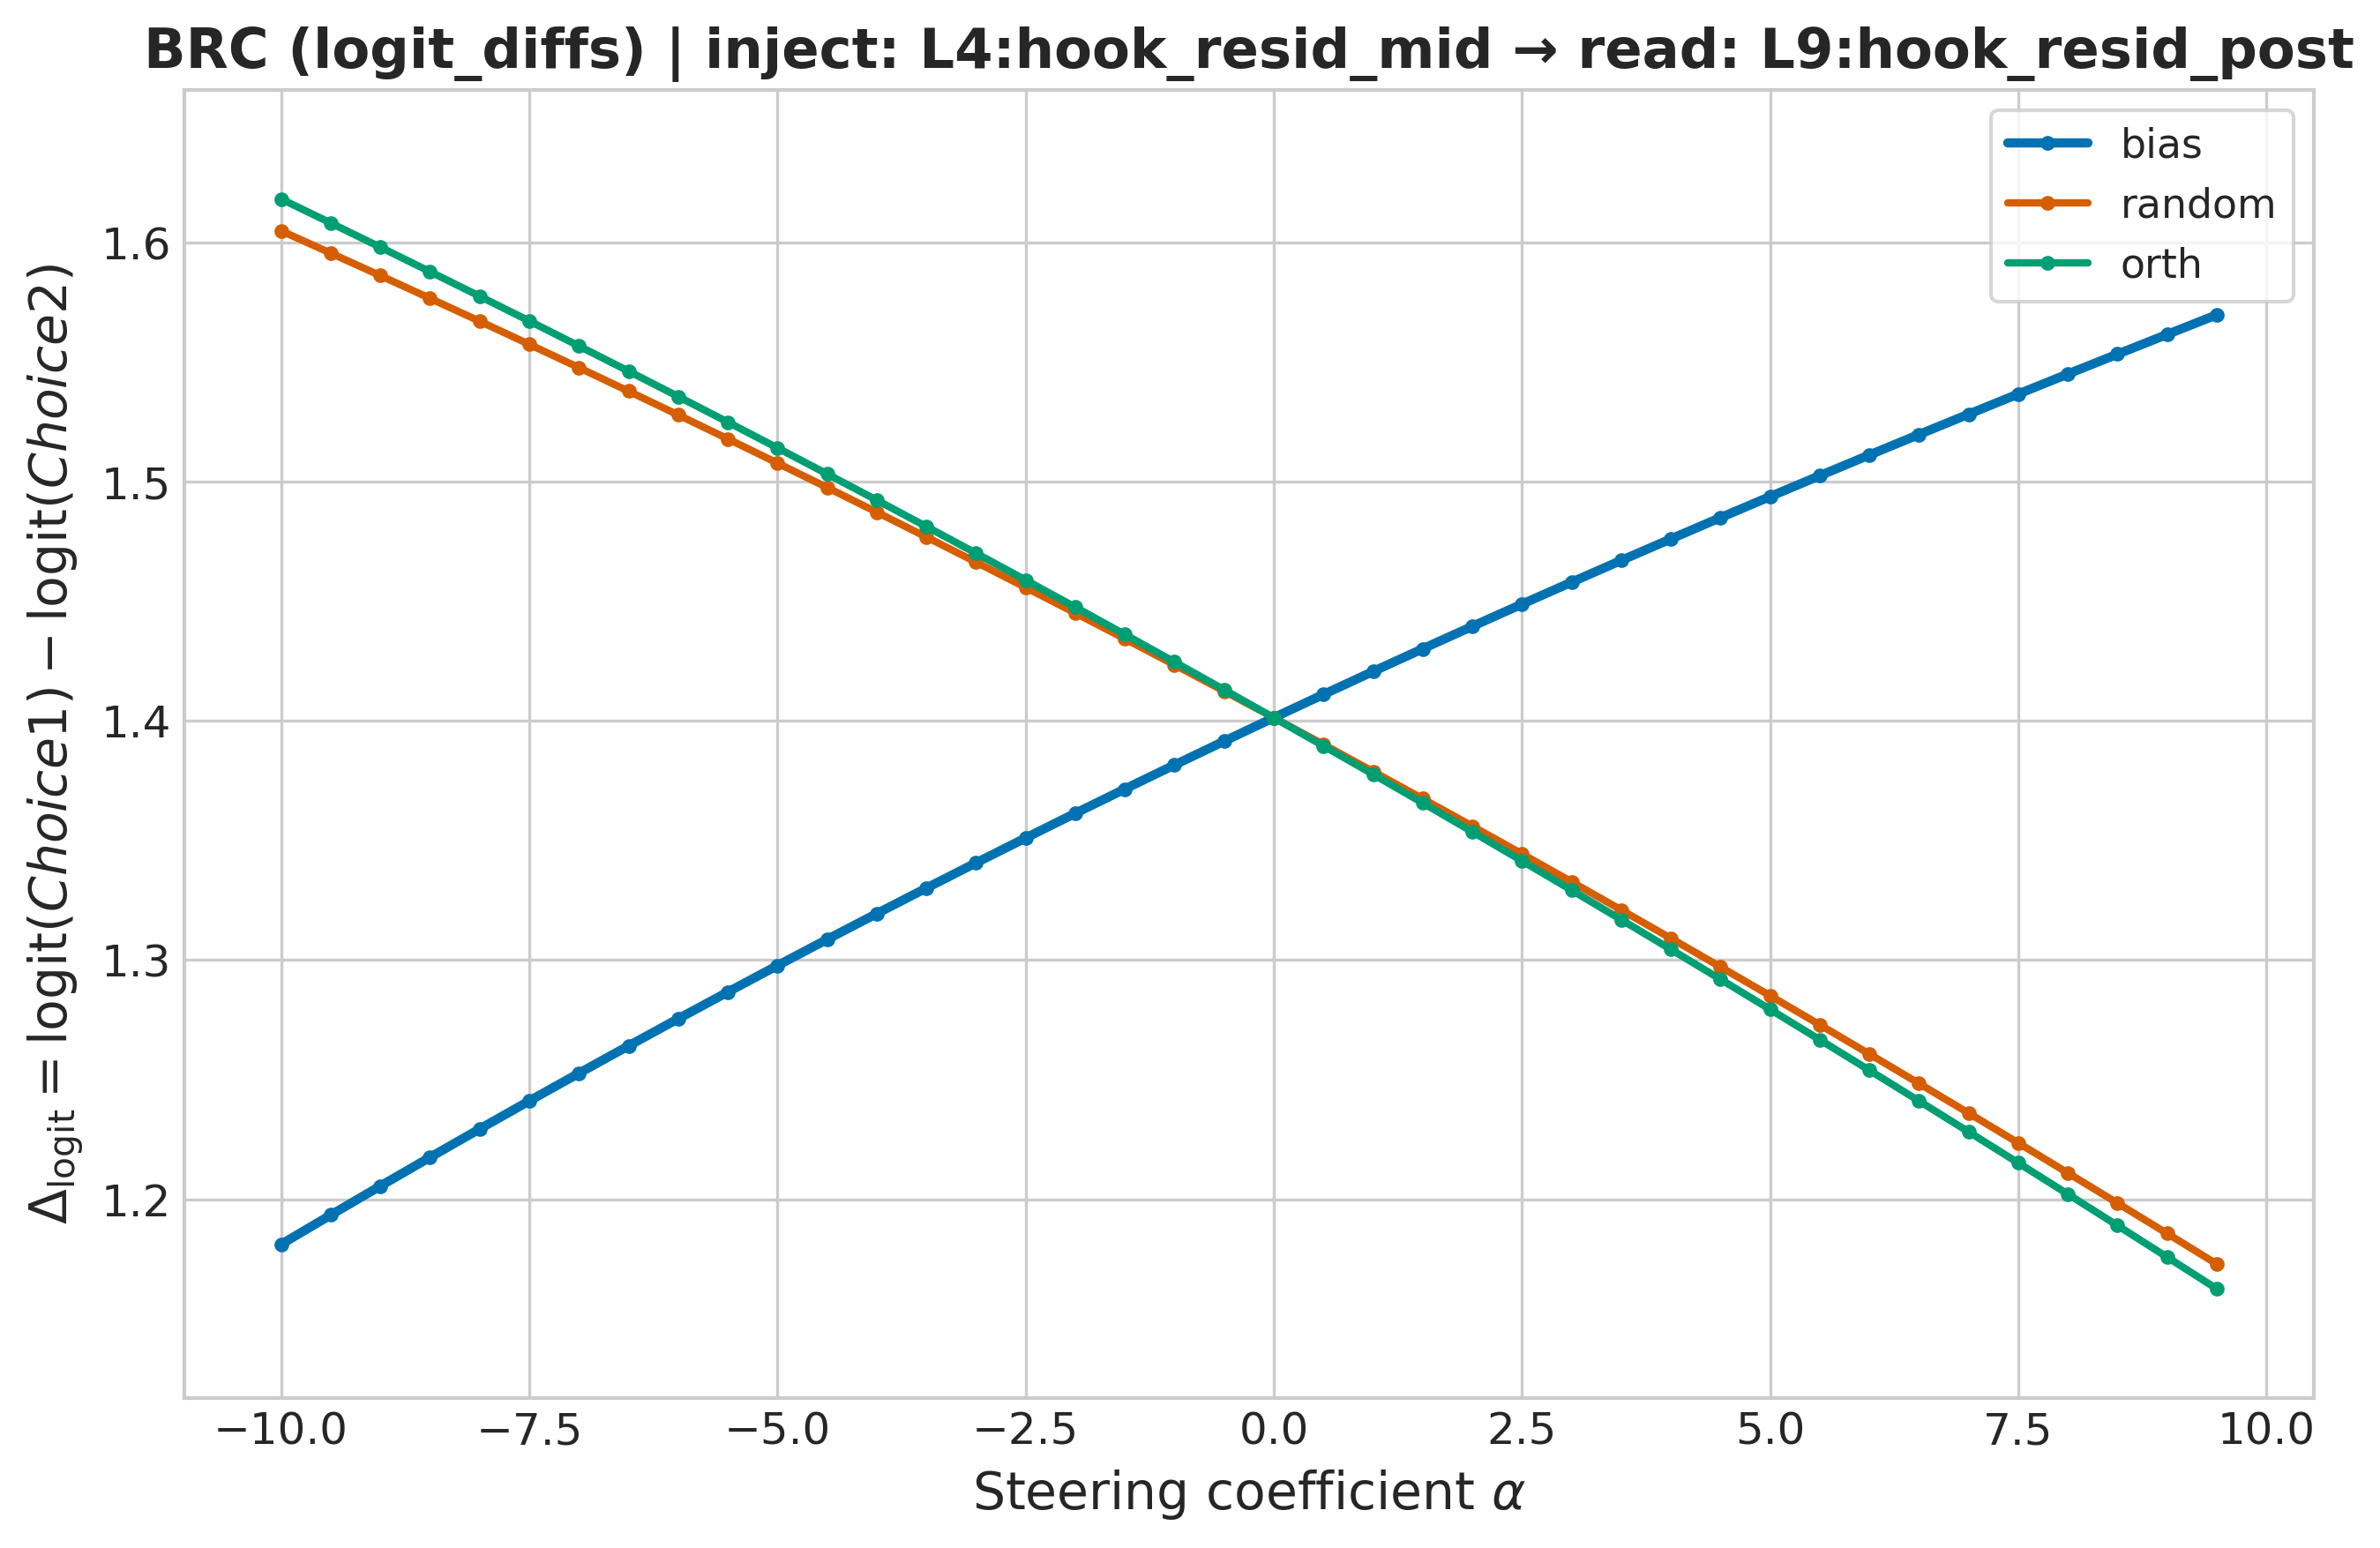 BRC (logit_diffs) | inject: L4:hook_resid_mid → read: L9:hook_resid_post
Δlogit = logit(Choice1) − logit(Choice2)
1.6
1.5
1.4
1.3
1.2
bias
random
orth
−10.0 −7.5 −5.0 −2.5 0.0 2.5 5.0 7.5 10.0
Steering coefficient α